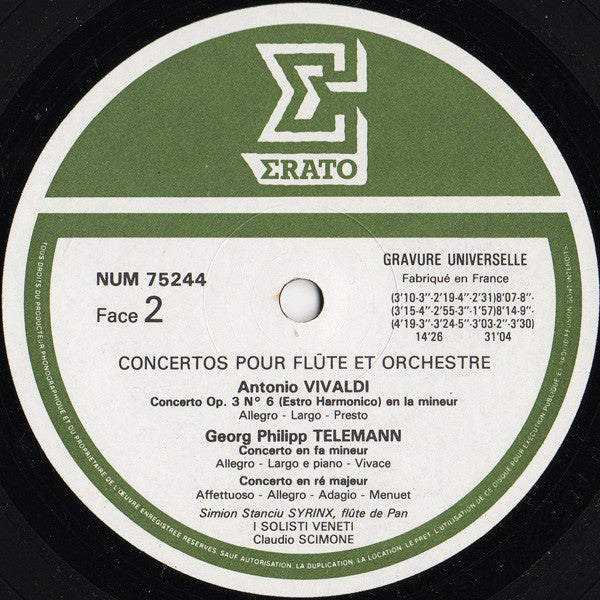 ΣRATO
NUM 75244
Face 2
GRAVURE UNIVERSELLE
Fabriqué en France
(3'10-3"-2'19-4"-2'31)8'07-8"-
(3'15-4"-2'55-3"-1'57)8'14-9"-
(4'19-3"-3'24-5"-3'03-2"-3'30)
14'26 31'04
CONCERTOS POUR FLÛTE ET ORCHESTRE
Antonio VIVALDI
Concerto Op. 3 Nº 6 (Estro Harmonico) en la mineur
Allegro - Largo - Presto
Georg Philipp TELEMANN
Concerto en fa mineur
Allegro - Largo e piano - Vivace
Concerto en ré majeur
Affettuoso - Allegro - Adagio - Menuet
Simion Stanciu SYRINX, flûte de Pan
I SOLISTI VENETI
Claudio SCIMONE
TOUS DROITS DU PRODUCTEUR PHONOGRAPHIQUE ET DU PROPRIETAIRE DE L'ŒUVRE ENREGISTREE RESERVES. SAUF AUTORISATION, LA DUPLICATION, LA LOCATION, LE PRET, L'UTILISATION DE CE DISQUE POUR EXECUTION PUBLIQUE ET RADIODIFFUSION SONT INTERDITS.